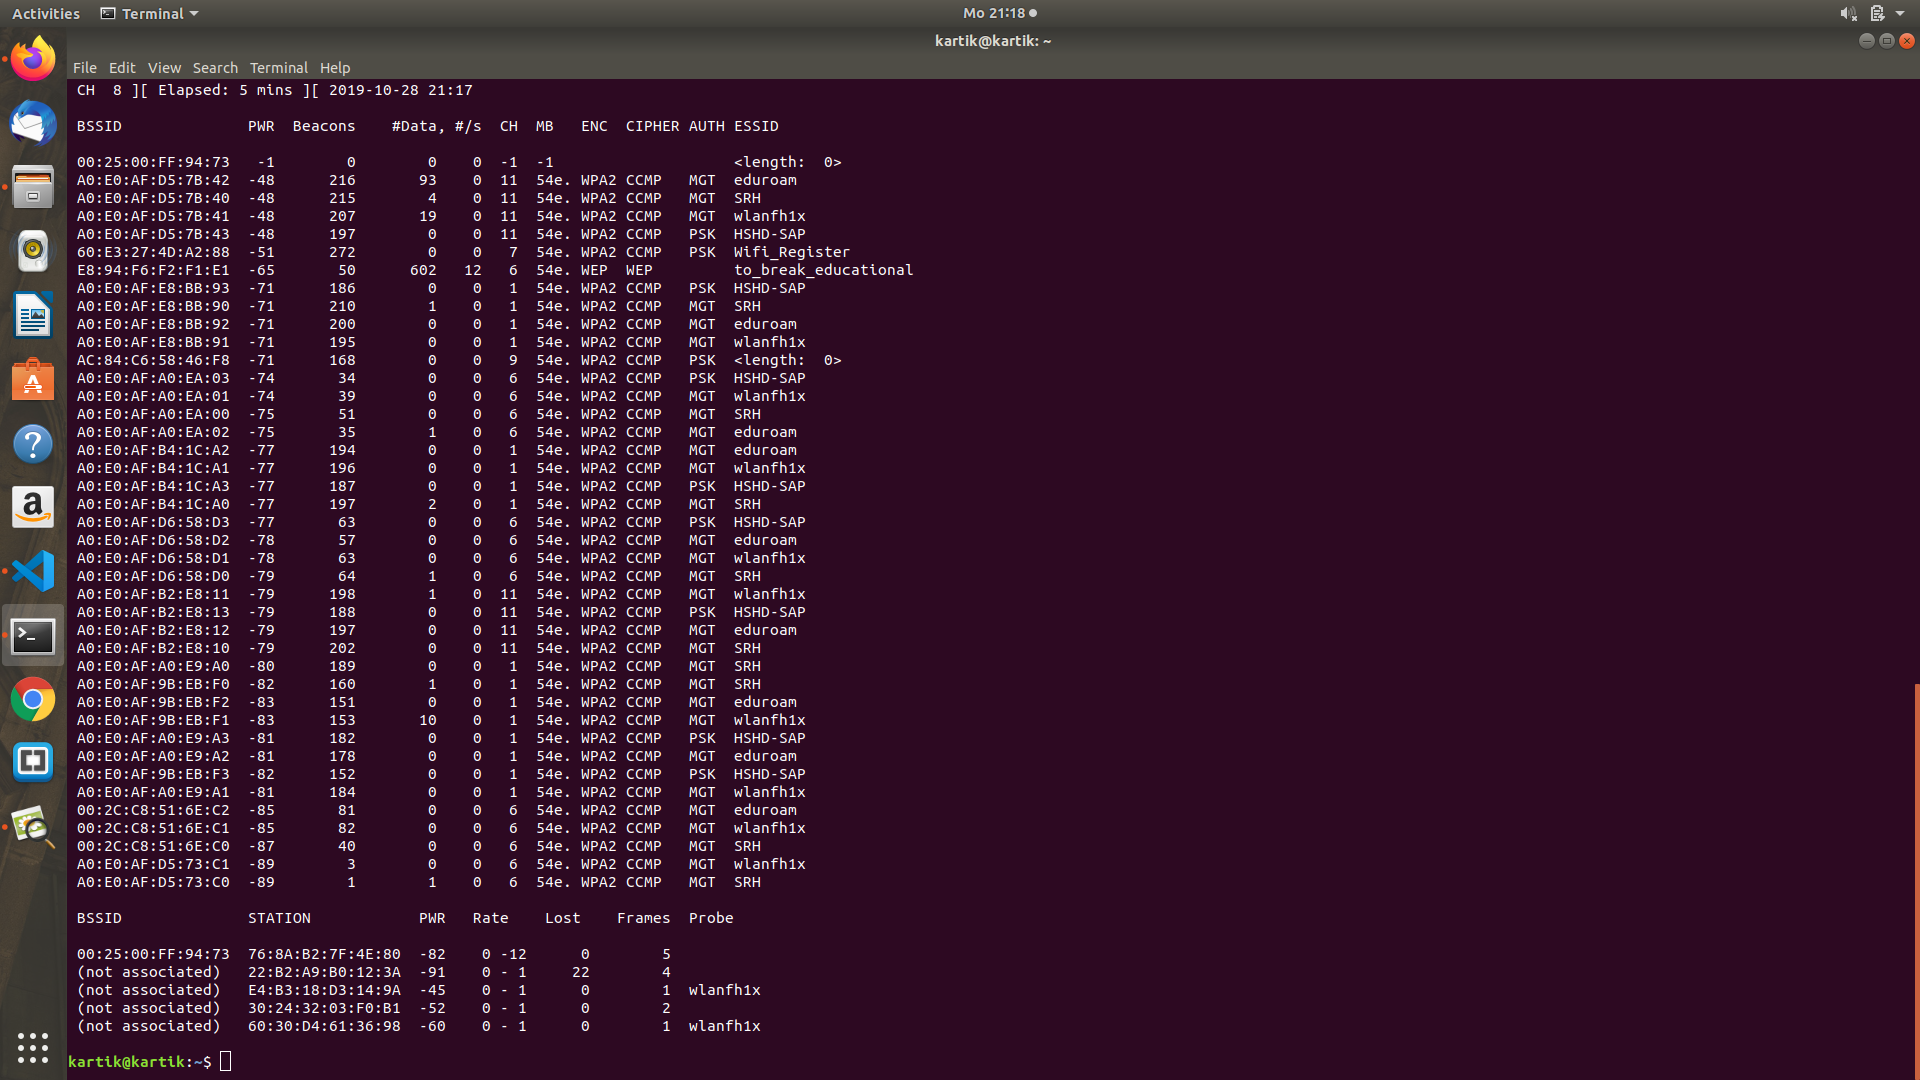 Activities Terminal Mo 21:18
kartik@kartik: ~
File Edit View Search Terminal Help
CH  8 ][ Elapsed: 5 mins ][ 2019-10-28 21:17
BSSID              PWR  Beacons    #Data, #/s  CH  MB   ENC  CIPHER AUTH ESSID
00:25:00:FF:94:73   -1        0        0    0  -1  -1                    <length:  0>
A0:E0:AF:D5:7B:42  -48      216       93    0  11  54e. WPA2 CCMP   MGT  eduroam
A0:E0:AF:D5:7B:40  -48      215        4    0  11  54e. WPA2 CCMP   MGT  SRH
A0:E0:AF:D5:7B:41  -48      207       19    0  11  54e. WPA2 CCMP   MGT  wlanfh1x
A0:E0:AF:D5:7B:43  -48      197        0    0  11  54e. WPA2 CCMP   PSK  HSHD-SAP
60:E3:27:4D:A2:88  -51      272        0    0   7  54e. WPA2 CCMP   PSK  Wifi_Register
E8:94:F6:F2:F1:E1  -65       50      602   12   6  54e. WEP  WEP         to_break_educational
A0:E0:AF:E8:BB:93  -71      186        0    0   1  54e. WPA2 CCMP   PSK  HSHD-SAP
A0:E0:AF:E8:BB:90  -71      210        1    0   1  54e. WPA2 CCMP   MGT  SRH
A0:E0:AF:E8:BB:92  -71      200        0    0   1  54e. WPA2 CCMP   MGT  eduroam
A0:E0:AF:E8:BB:91  -71      195        0    0   1  54e. WPA2 CCMP   MGT  wlanfh1x
AC:84:C6:58:46:F8  -71      168        0    0   9  54e. WPA2 CCMP   PSK  <length:  0>
A0:E0:AF:A0:EA:03  -74       34        0    0   6  54e. WPA2 CCMP   PSK  HSHD-SAP
A0:E0:AF:A0:EA:01  -74       39        0    0   6  54e. WPA2 CCMP   MGT  wlanfh1x
A0:E0:AF:A0:EA:00  -75       51        0    0   6  54e. WPA2 CCMP   MGT  SRH
A0:E0:AF:A0:EA:02  -75       35        1    0   6  54e. WPA2 CCMP   MGT  eduroam
A0:E0:AF:B4:1C:A2  -77      194        0    0   1  54e. WPA2 CCMP   MGT  eduroam
A0:E0:AF:B4:1C:A1  -77      196        0    0   1  54e. WPA2 CCMP   MGT  wlanfh1x
A0:E0:AF:B4:1C:A3  -77      187        0    0   1  54e. WPA2 CCMP   PSK  HSHD-SAP
A0:E0:AF:B4:1C:A0  -77      197        2    0   1  54e. WPA2 CCMP   MGT  SRH
A0:E0:AF:D6:58:D3  -77       63        0    0   6  54e. WPA2 CCMP   PSK  HSHD-SAP
A0:E0:AF:D6:58:D2  -78       57        0    0   6  54e. WPA2 CCMP   MGT  eduroam
A0:E0:AF:D6:58:D1  -78       63        0    0   6  54e. WPA2 CCMP   MGT  wlanfh1x
A0:E0:AF:D6:58:D0  -79       64        1    0   6  54e. WPA2 CCMP   MGT  SRH
A0:E0:AF:B2:E8:11  -79      198        1    0  11  54e. WPA2 CCMP   MGT  wlanfh1x
A0:E0:AF:B2:E8:13  -79      188        0    0  11  54e. WPA2 CCMP   PSK  HSHD-SAP
A0:E0:AF:B2:E8:12  -79      197        0    0  11  54e. WPA2 CCMP   MGT  eduroam
A0:E0:AF:B2:E8:10  -79      202        0    0  11  54e. WPA2 CCMP   MGT  SRH
A0:E0:AF:A0:E9:A0  -80      189        0    0   1  54e. WPA2 CCMP   MGT  SRH
A0:E0:AF:9B:EB:F0  -82      160        1    0   1  54e. WPA2 CCMP   MGT  SRH
A0:E0:AF:9B:EB:F2  -83      151        0    0   1  54e. WPA2 CCMP   MGT  eduroam
A0:E0:AF:9B:EB:F1  -83      153       10    0   1  54e. WPA2 CCMP   MGT  wlanfh1x
A0:E0:AF:A0:E9:A3  -81      182        0    0   1  54e. WPA2 CCMP   PSK  HSHD-SAP
A0:E0:AF:A0:E9:A2  -81      178        0    0   1  54e. WPA2 CCMP   MGT  eduroam
A0:E0:AF:9B:EB:F3  -82      152        0    0   1  54e. WPA2 CCMP   PSK  HSHD-SAP
A0:E0:AF:A0:E9:A1  -81      184        0    0   1  54e. WPA2 CCMP   MGT  wlanfh1x
00:2C:C8:51:6E:C2  -85       81        0    0   6  54e. WPA2 CCMP   MGT  eduroam
00:2C:C8:51:6E:C1  -85       82        0    0   6  54e. WPA2 CCMP   MGT  wlanfh1x
00:2C:C8:51:6E:C0  -87       40        0    0   6  54e. WPA2 CCMP   MGT  SRH
A0:E0:AF:D5:73:C1  -89        3        0    0   6  54e. WPA2 CCMP   MGT  wlanfh1x
A0:E0:AF:D5:73:C0  -89        1        1    0   6  54e. WPA2 CCMP   MGT  SRH
BSSID              STATION            PWR   Rate    Lost    Frames  Probe
00:25:00:FF:94:73  76:8A:B2:7F:4E:80  -82    0 -12      0        5
(not associated)   22:B2:A9:B0:12:3A  -91    0 - 1     22        4
(not associated)   E4:B3:18:D3:14:9A  -45    0 - 1      0        1  wlanfh1x
(not associated)   30:24:32:03:F0:B1  -52    0 - 1      0        2
(not associated)   60:30:D4:61:36:98  -60    0 - 1      0        1  wlanfh1x
kartik@kartik:~$